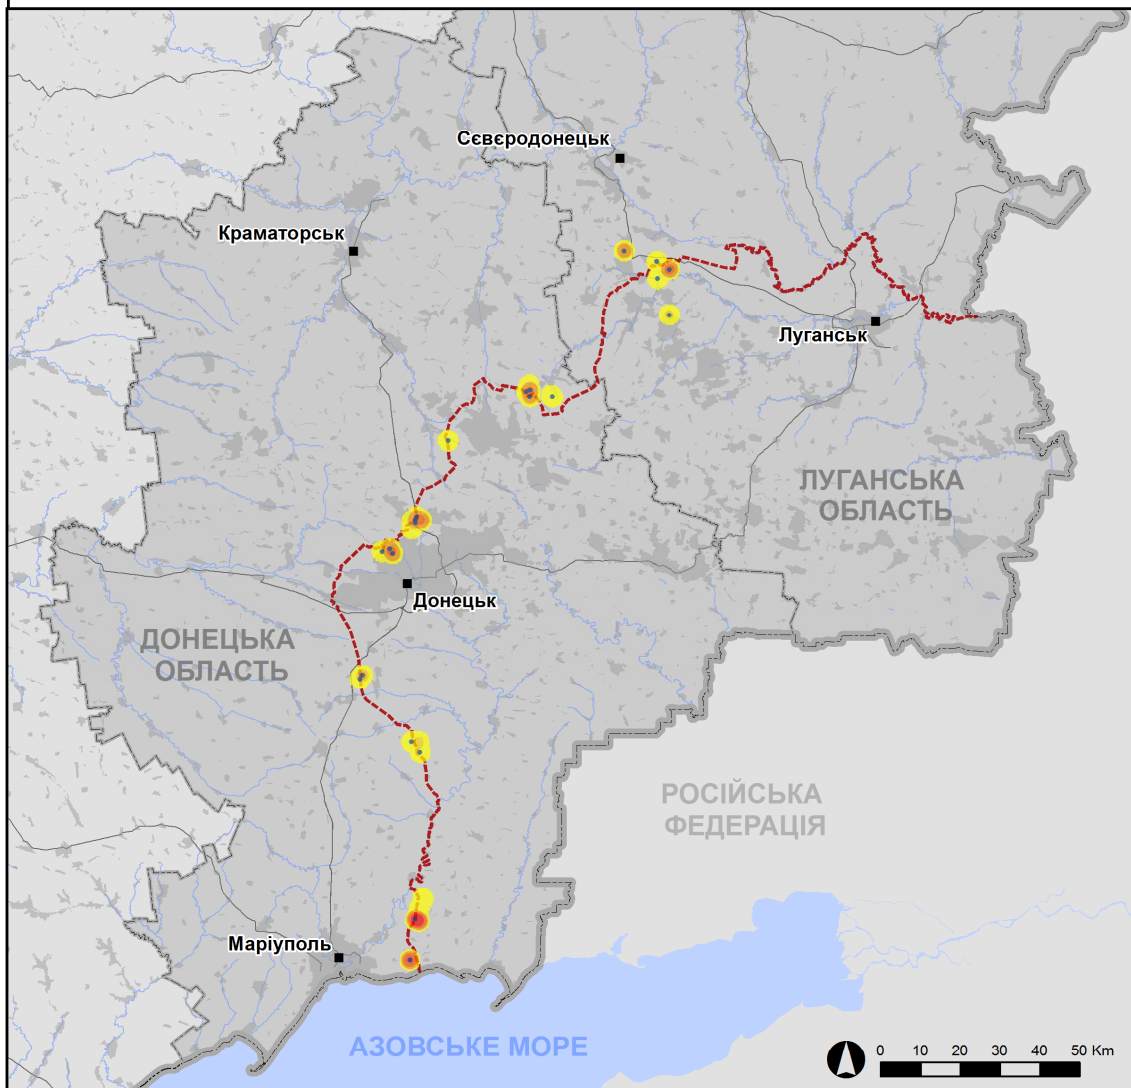 Сєвєродонецьк
Краматорськ
Луганськ
ЛУГАНСЬКА
ОБЛАСТЬ
Донецьк
ДОНЕЦЬКА
ОБЛАСТЬ
РОСІЙСЬКА
ФЕДЕРАЦІЯ
Маріуполь
АЗОВСЬКЕ МОРЕ
0 10 20 30 40 50 Km